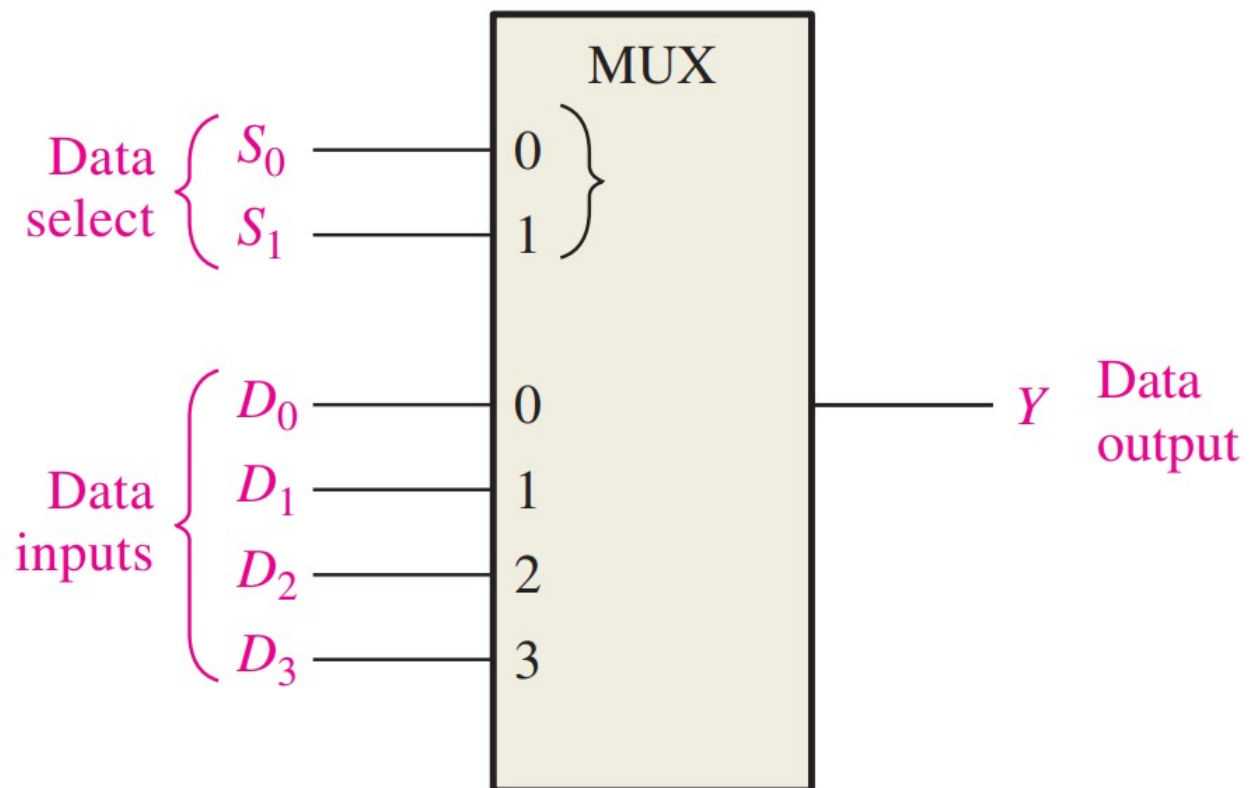 MUX
Data
select
S₀ 0
S₁ 1
Data
inputs
D₀ 0
D₁ 1
D₂ 2
D₃ 3
Y Data
output